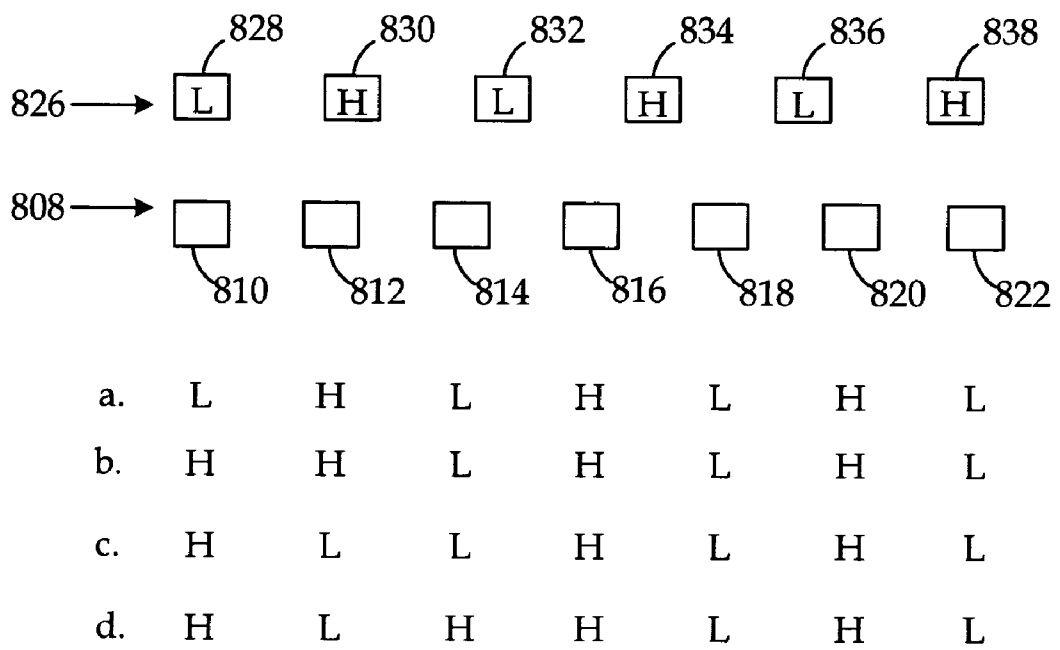 828 830 832 834 836 838
826 L H L H L H
808
810 812 814 816 818 820 822
a. L H L H L H L
b. H H L H L H L
c. H L L H L H L
d. H L H H L H L